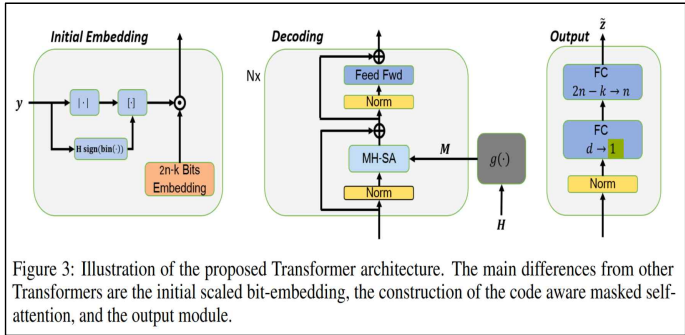 Initial Embedding
y
| · |
[·]
H sign(bin(·))
2n-k Bits
Embedding
Decoding
Nx
Feed Fwd
Norm
MH-SA
Norm
M
g(·)
H
Output
z̃
FC
2n − k → n
FC
d → 1
Norm
Figure 3: Illustration of the proposed Transformer architecture. The main differences from other
Transformers are the initial scaled bit-embedding, the construction of the code aware masked self-
attention, and the output module.